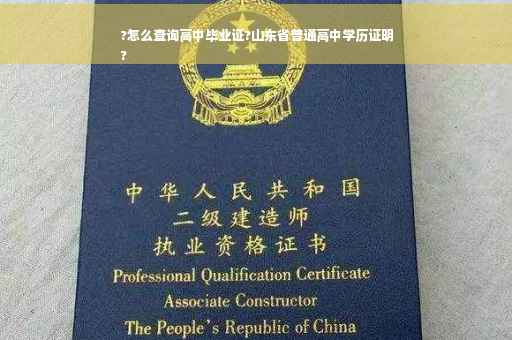 ?怎么查询高中毕业证?山东省普通高中学历证明
?
中华人民共和国
二级建造师
执业资格证书
Professional Qualification Certificate
Associate Constructor
The People's Republic of China